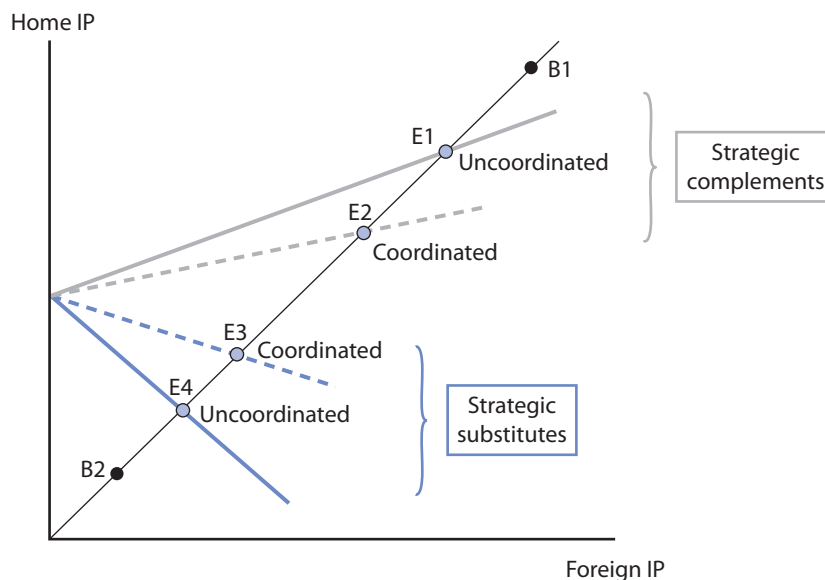 Home IP
B1
E1
Uncoordinated
Strategic
complements
E2
Coordinated
E3
Coordinated
E4
Uncoordinated
Strategic
substitutes
B2
Foreign IP